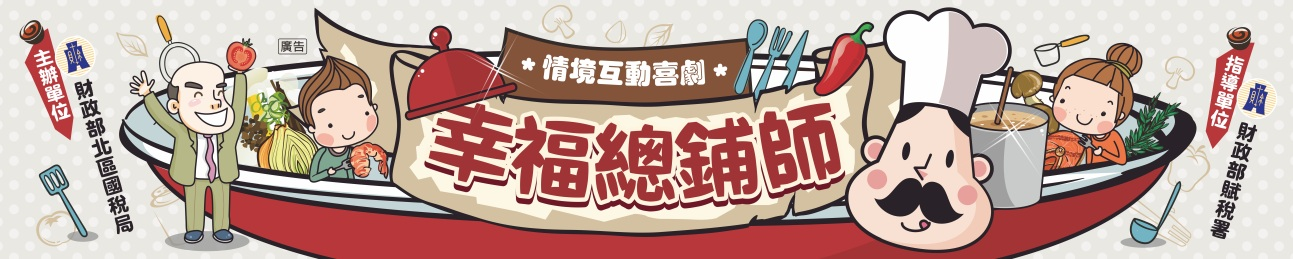 主辦單位
財政部北區國稅局
廣告
*情境互動喜劇*
幸福總鋪師
指導單位
財政部賦稅署